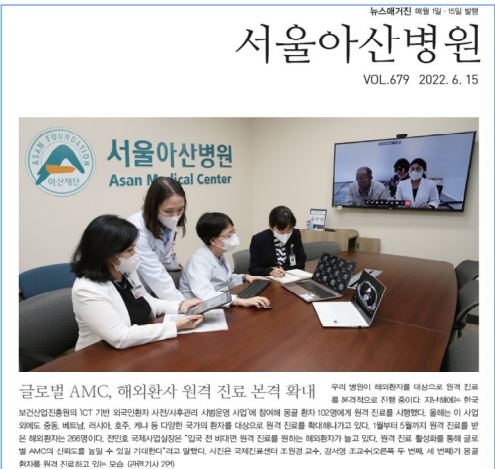 뉴스매거진 매월 1일·15일 발행
서울아산병원
VOL.679 2022. 6. 15
ASAN FOUNDATION
아산재단
서울아산병원
Asan Medical Center
글로벌 AMC, 해외환자 원격 진료 본격 확대
우리 병원이 해외환자를 대상으로 원격 진료
를 본격적으로 진행 중이다. 지난해에는 한국
보건산업진흥원의 'ICT 기반 외국인환자 사전/사후관리 시범운영 사업'에 참여해 몽골 환자 102명에게 원격 진료를 시행했다. 올해는 이 사업
외에도 중동, 베트남, 러시아, 호주, 케냐 등 다양한 국가의 환자를 대상으로 원격 진료를 확대해나가고 있다. 1월부터 5월까지 원격 진료를 받
은 해외환자는 266명이다. 전인호 국제사업실장은 "입국 전 비대면 원격 진료를 원하는 해외환자가 늘고 있다. 원격 진료 활성화를 통해 글로
벌 AMC의 신뢰도를 높일 수 있길 기대한다"라고 말했다. 사진은 국제진료센터 조원경 교수, 강서영 조교수(오른쪽 두 번째, 세 번째)가 몽골
환자를 원격 진료하고 있는 모습. (관련기사 2면)